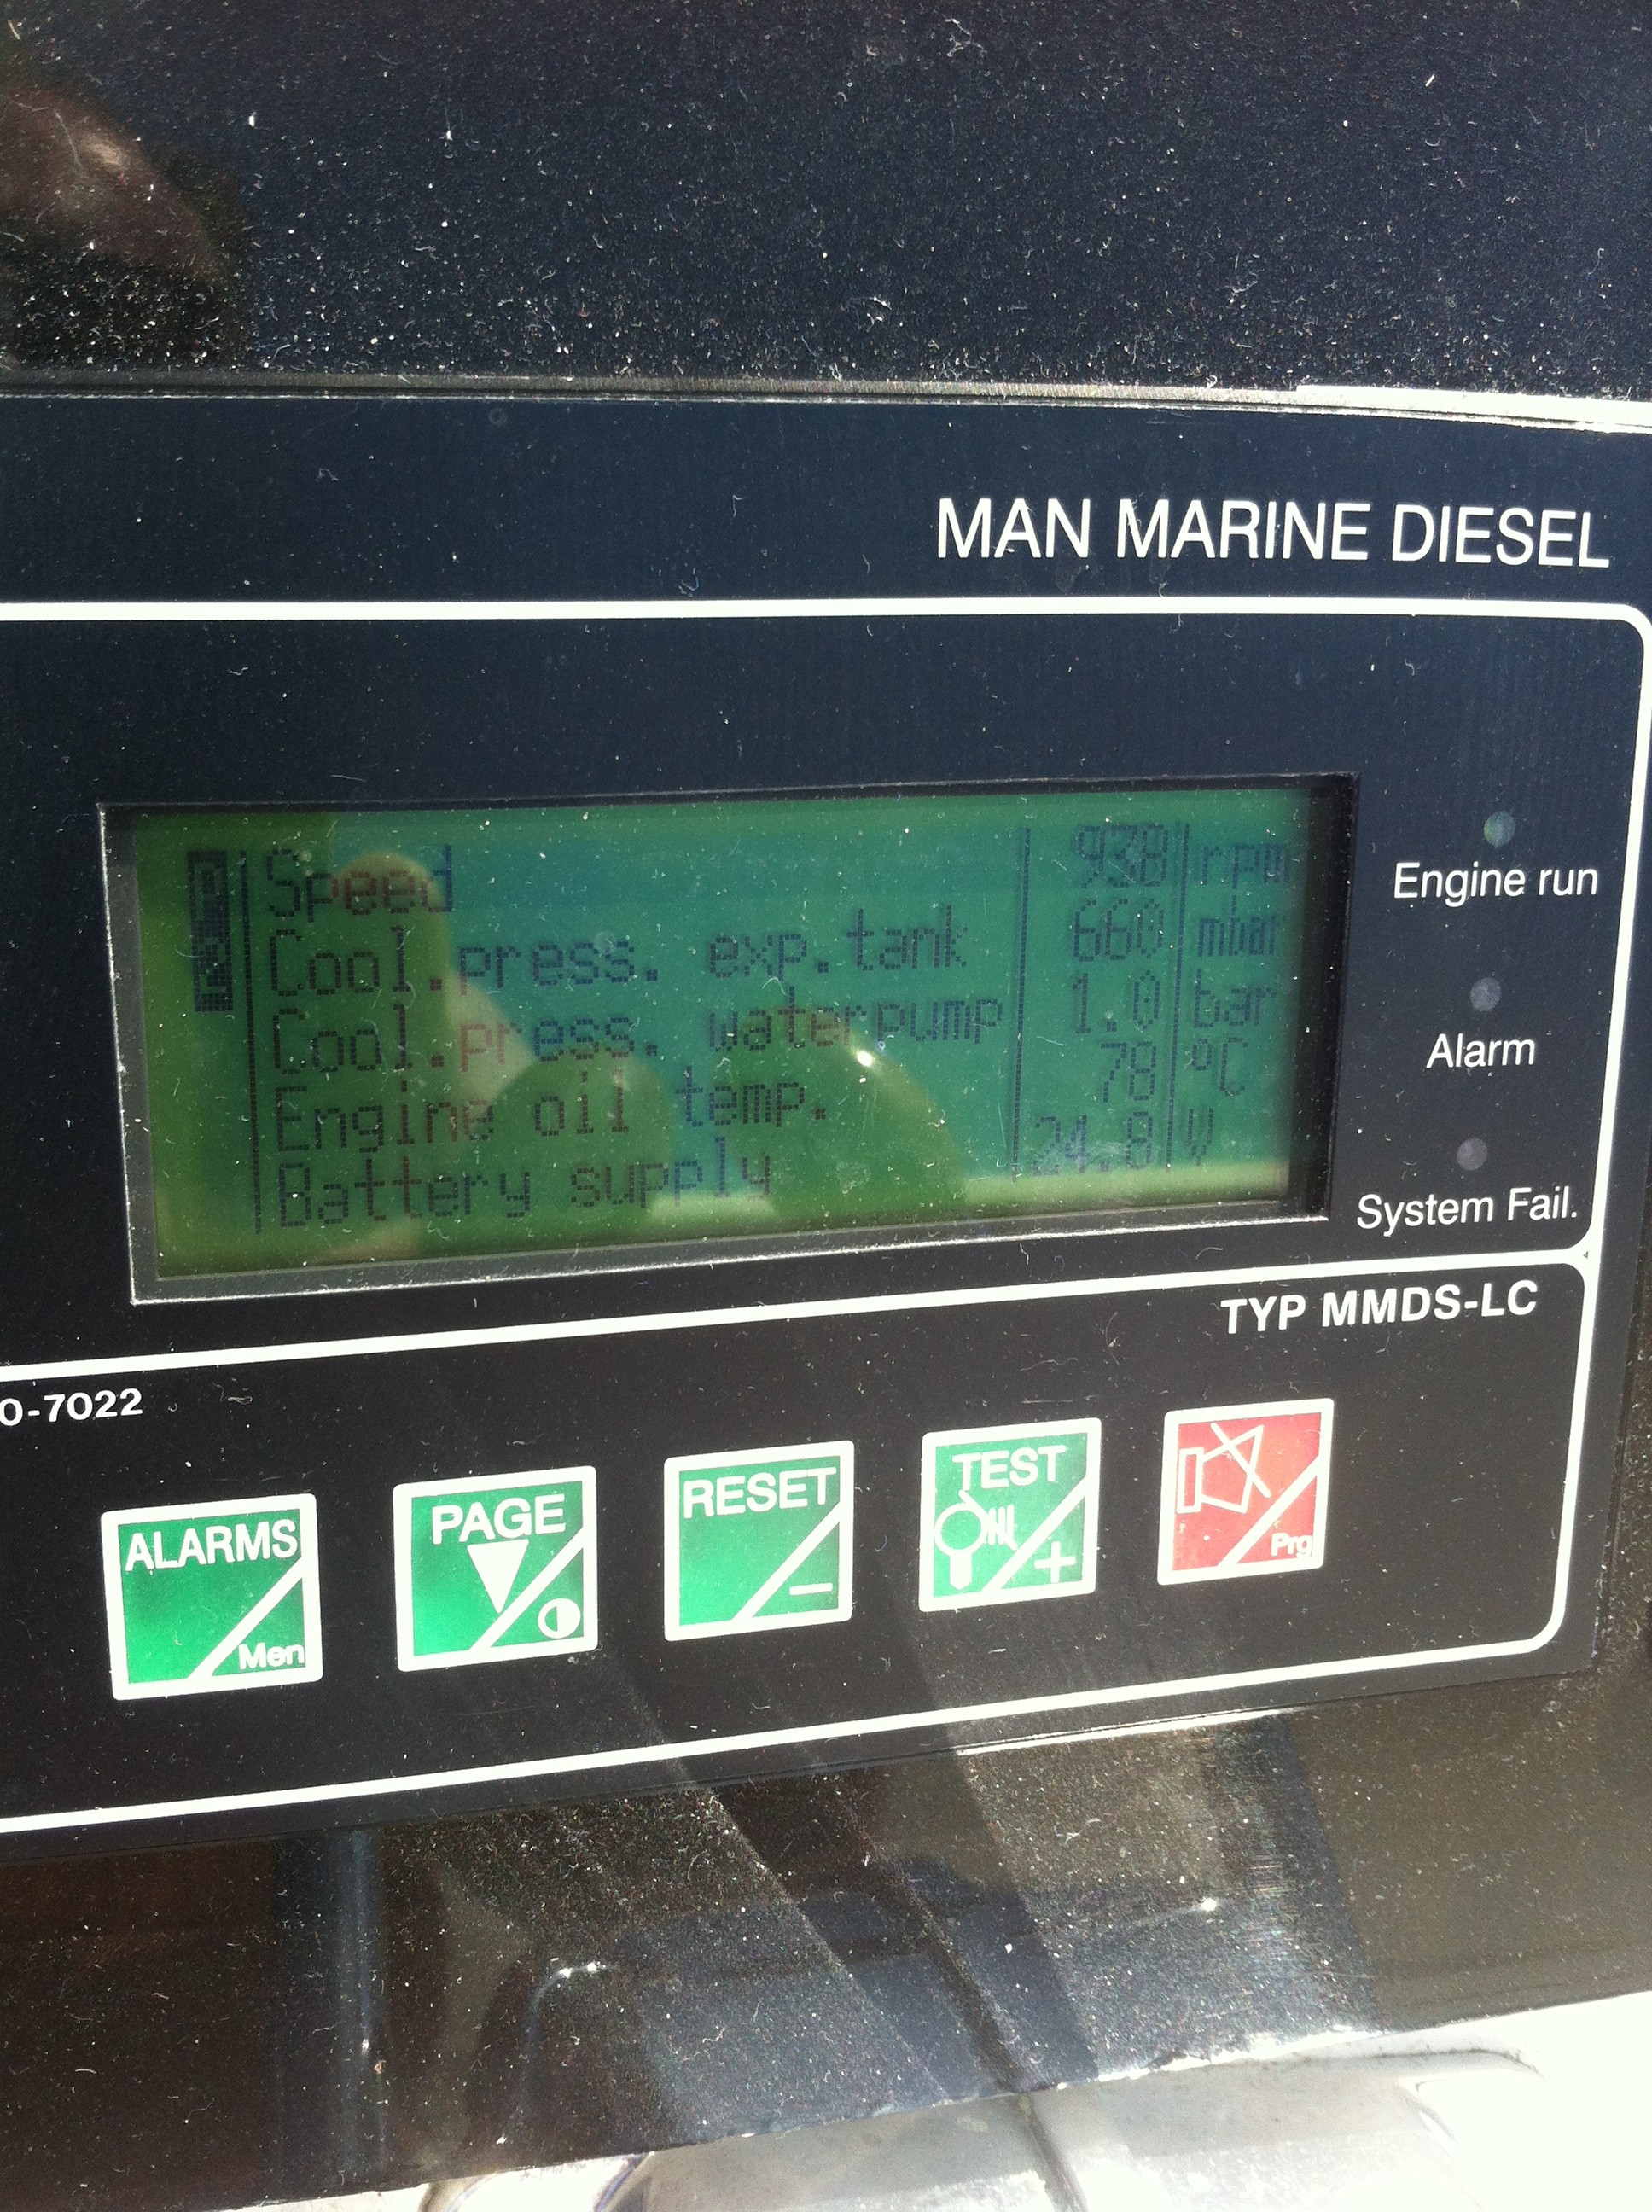 MAN MARINE DIESEL
Speed 938 rpm
Cool.press. exp.tank 660 mbar
Cool.press. waterpump 1.0 bar
Engine oil temp. 78 °C
Battery supply 24.8 V
Engine run
Alarm
System Fail.
TYP MMDS-LC
0-7022
ALARMS
Men
PAGE
RESET
-
TEST
+
Prg